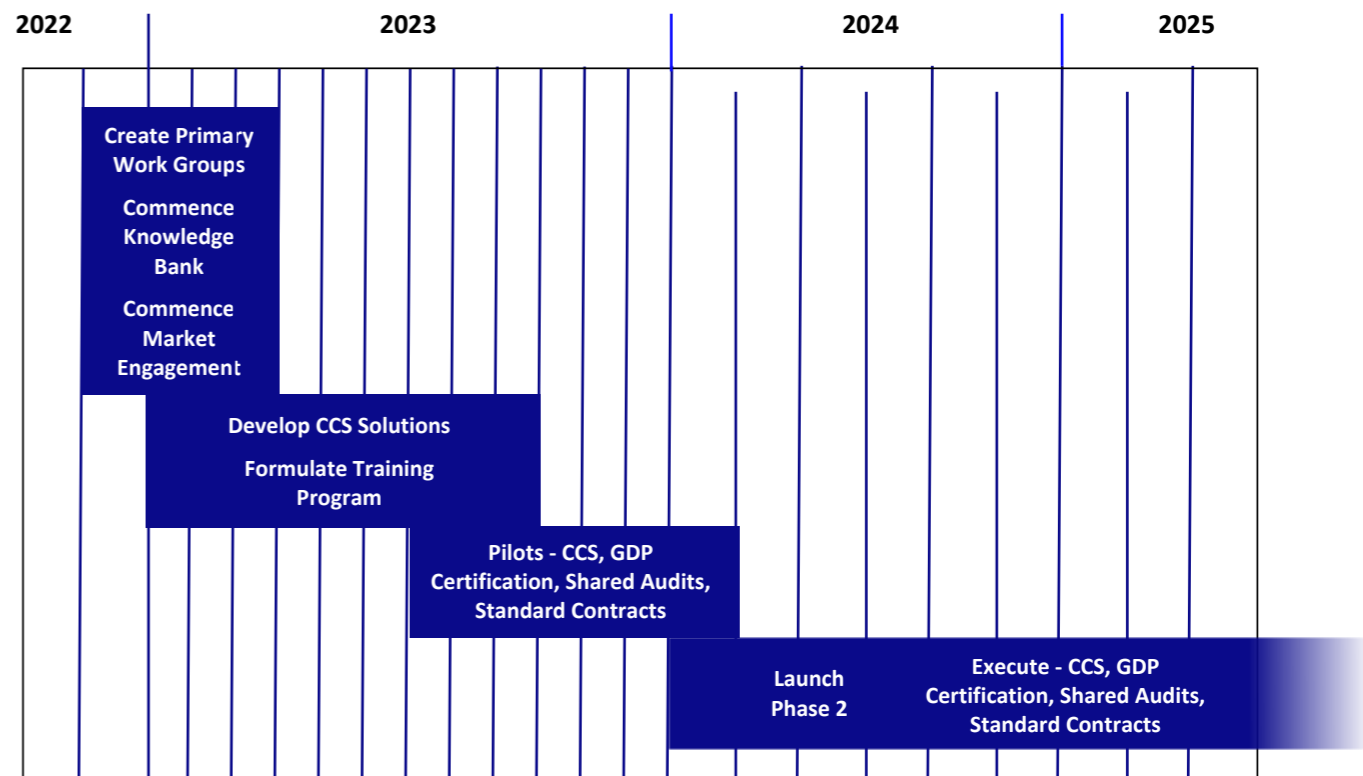 2022
2023
2024
2025
Create Primary
Work Groups
Commence
Knowledge
Bank
Commence
Market
Engagement
Develop CCS Solutions
Formulate Training
Program
Pilots - CCS, GDP
Certification, Shared Audits,
Standard Contracts
Launch
Phase 2
Execute - CCS, GDP
Certification, Shared Audits,
Standard Contracts